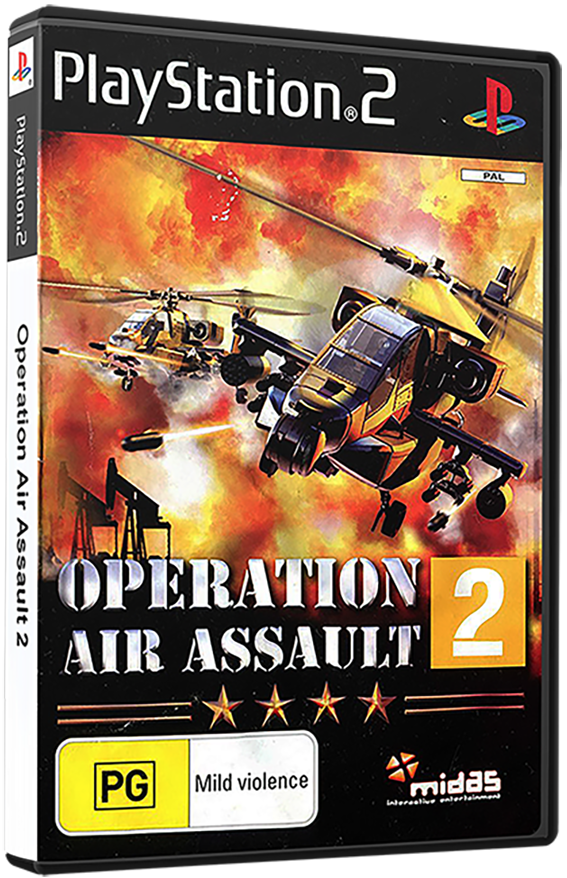 PlayStation®2
PAL
PlayStation®2
Operation Air Assault 2
OPERATION 2
AIR ASSAULT
PG
Mild violence
midas
interactive entertainment